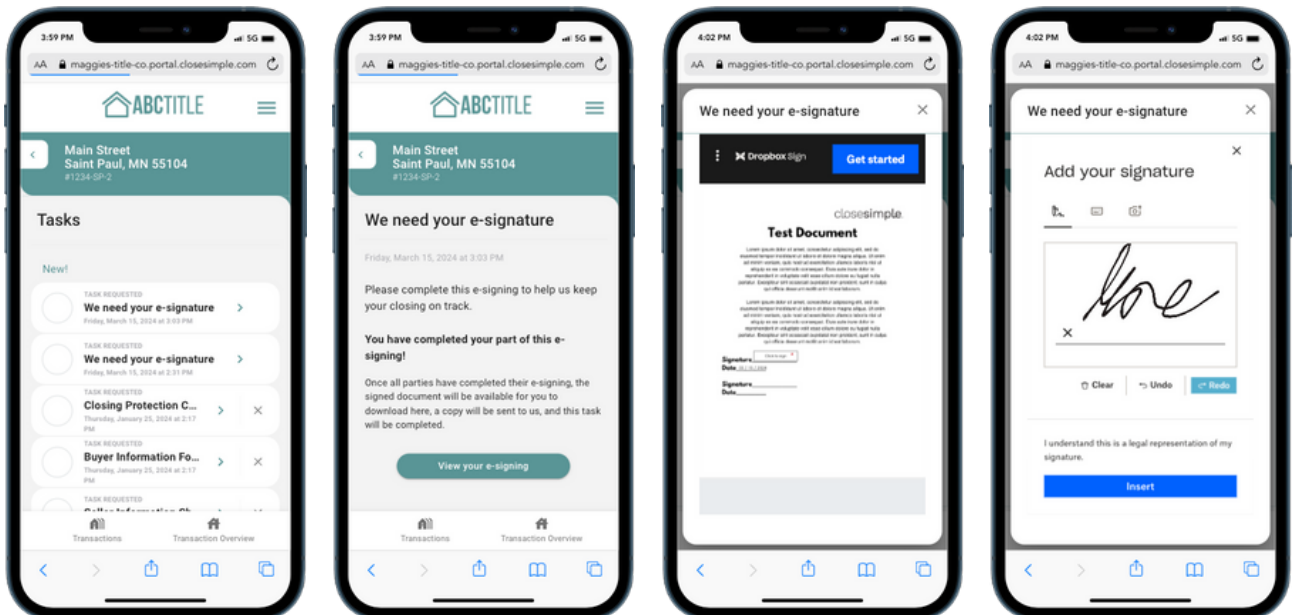 3:59 PM
5G
AA maggies-title-co.portal.closesimple.com
ABCTITLE
Main Street
Saint Paul, MN 55104
#1234-SP-2
Tasks
New!
TASK REQUESTED
We need your e-signature
Friday, March 15, 2024 at 3:03 PM
TASK REQUESTED
We need your e-signature
Friday, March 15, 2024 at 2:31 PM
TASK REQUESTED
Closing Protection C...
Thursday, January 25, 2024 at 2:17
PM
TASK REQUESTED
Buyer Information Fo...
Thursday, January 25, 2024 at 2:17
PM
TASK REQUESTED
Transactions
Transaction Overview
3:59 PM
5G
AA maggies-title-co.portal.closesimple.com
ABCTITLE
Main Street
Saint Paul, MN 55104
#1234-SP-2
We need your e-signature
Friday, March 15, 2024 at 3:03 PM
Please complete this e-signing to help us keep
your closing on track.
You have completed your part of this e-
signing!
Once all parties have completed their e-signing, the
signed document will be available for you to
download here, a copy will be sent to us, and this task
will be completed.
View your e-signing
Transactions
Transaction Overview
4:02 PM
5G
AA maggies-title-co.portal.closesimple.com
We need your e-signature
Dropbox Sign
Get started
closesimple
Test Document
Signature
Date
Signature
Date
4:02 PM
5G
AA maggies-title-co.portal.closesimple.com
We need your e-signature
Add your signature
Clear
Undo
Redo
I understand this is a legal representation of my
signature.
Insert